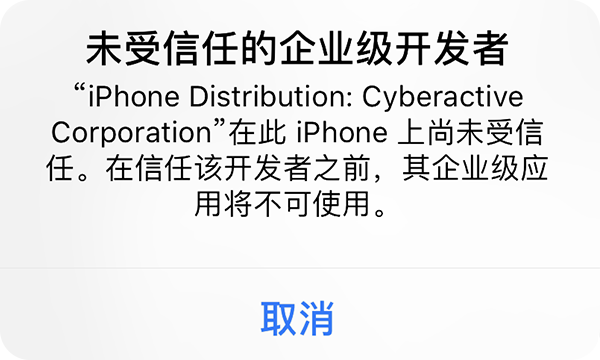 未受信任的企业级开发者
“iPhone Distribution: Cyberactive
Corporation”在此 iPhone 上尚未受信
任。在信任该开发者之前，其企业级应
用将不可使用。
取消